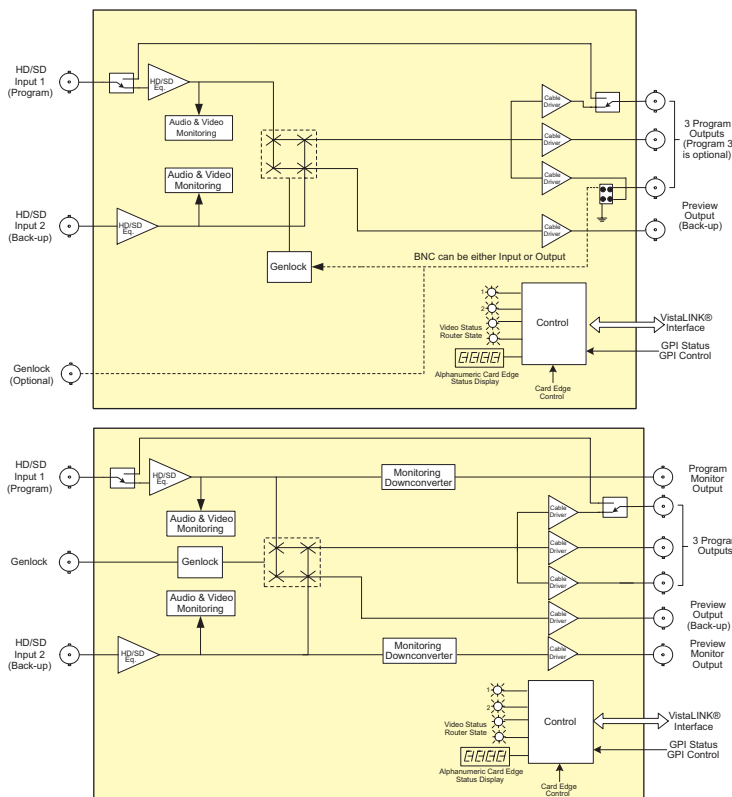 HD/SD
Input 1
(Program)
HD/SD
Eq.
Audio & Video
Monitoring
Audio & Video
Monitoring
HD/SD
Input 2
(Back-up)
HD/SD
Eq.
Genlock
BNC can be either Input or Output
Cable
Driver
Cable
Driver
Cable
Driver
Cable
Driver
3 Program
Outputs
(Program 3
is optional)
Preview
Output
(Back-up)
1
2
Video Status
Router State
Alphanumeric Card Edge
Status Display
Control
VistaLINK®
Interface
GPI Status
GPI Control
Card Edge
Control
Genlock
(Optional)
HD/SD
Input 1
(Program)
HD/SD
Eq.
Monitoring
Downconverter
Program
Monitor
Output
Audio & Video
Monitoring
Genlock
Genlock
Audio & Video
Monitoring
Cable
Driver
Cable
Driver
Cable
Driver
Cable
Driver
Cable
Driver
3 Program
Outputs
Preview
Output
(Back-up)
HD/SD
Input 2
(Back-up)
HD/SD
Eq.
Monitoring
Downconverter
Preview
Monitor
Output
1
2
Video Status
Router State
Alphanumeric Card Edge
Status Display
Control
VistaLINK®
Interface
GPI Status
GPI Control
Card Edge
Control